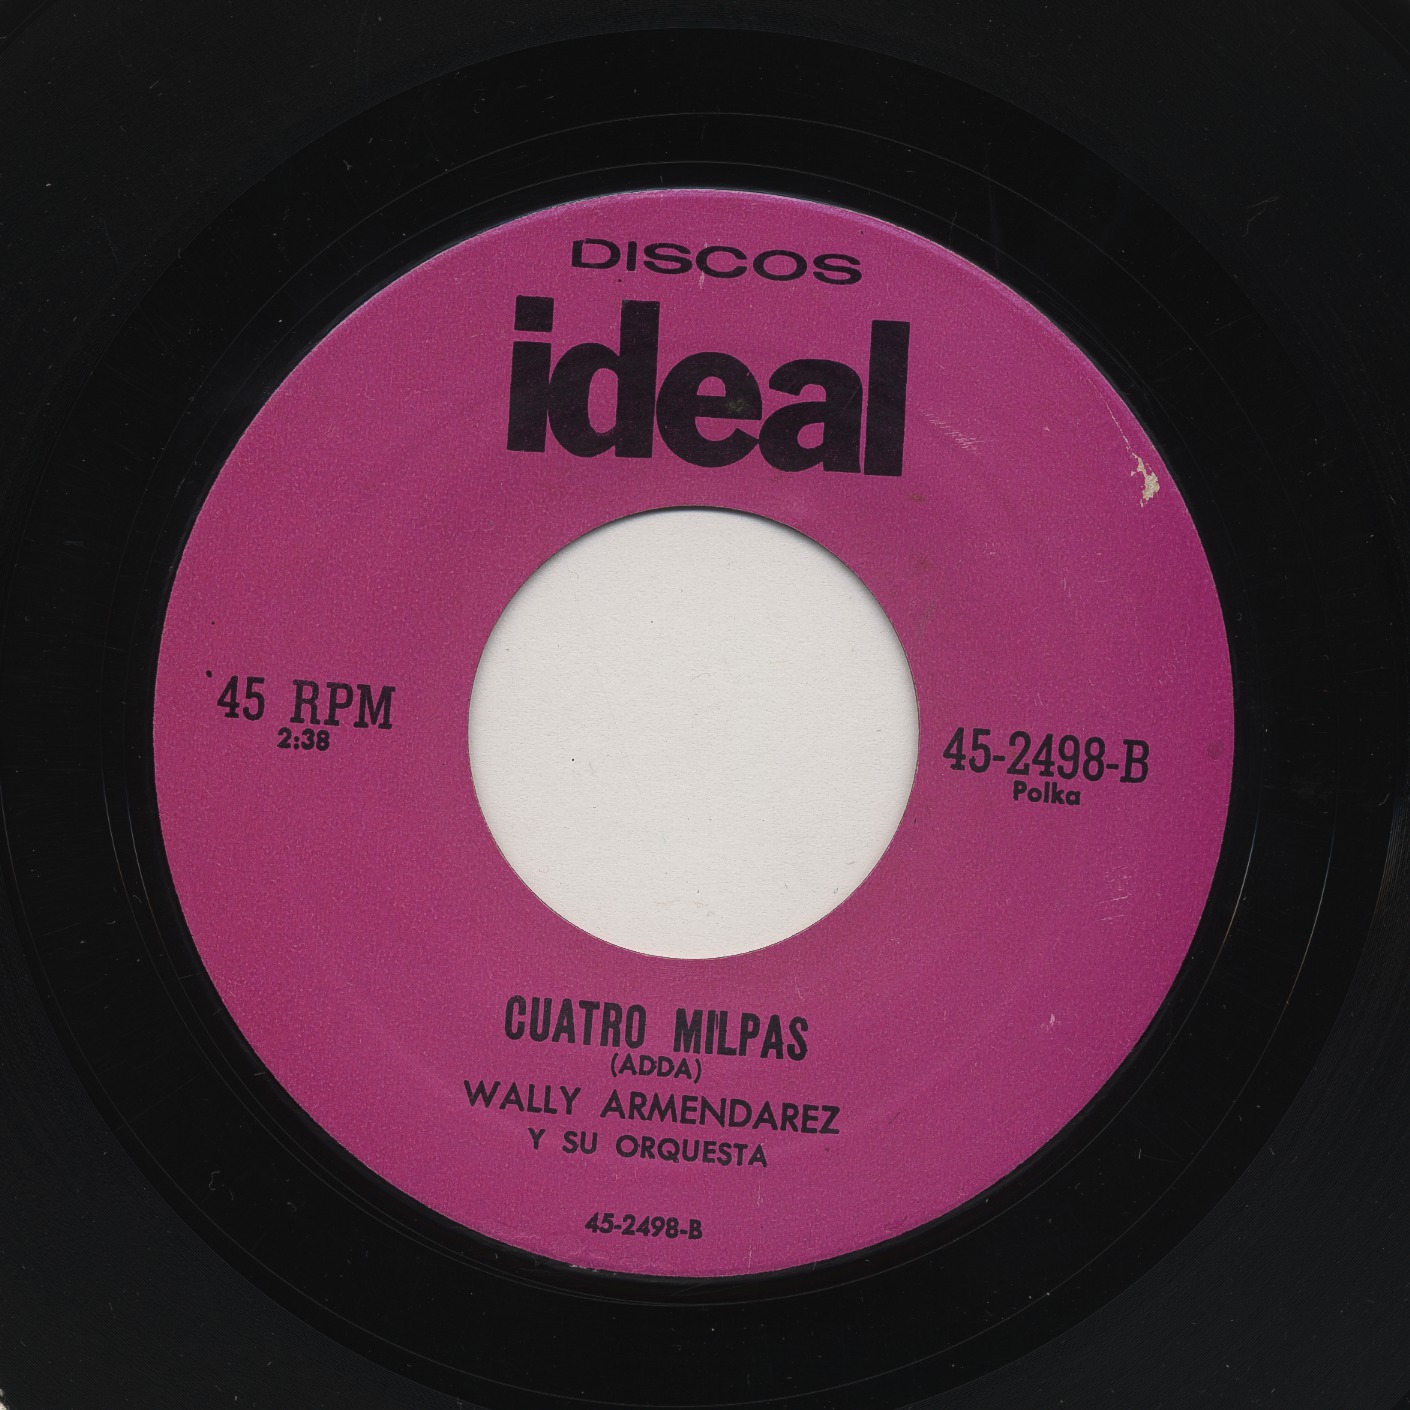 DISCOS
ideal
45 RPM
2:38
45-2498-B
Polka
CUATRO MILPAS
(ADDA)
WALLY ARMENDAREZ
Y SU ORQUESTA
45-2498-B